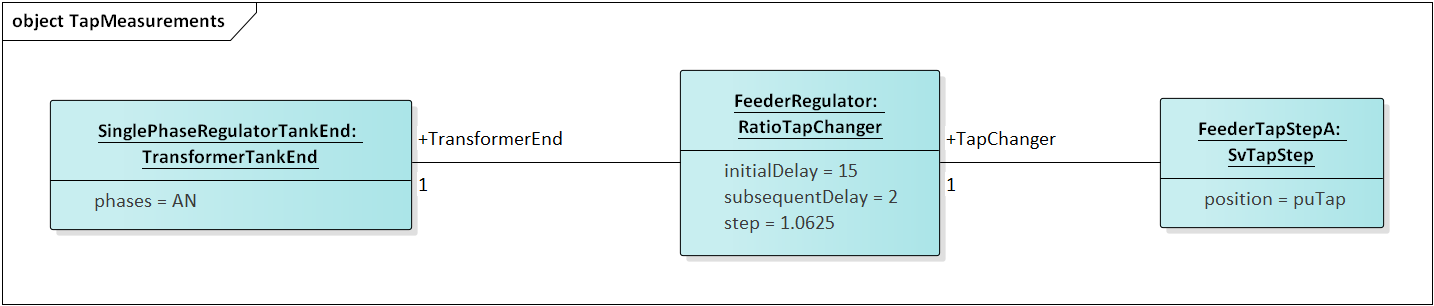 object TapMeasurements
SinglePhaseRegulatorTankEnd:
TransformerTankEnd
phases = AN
+TransformerEnd
1
FeederRegulator:
RatioTapChanger
initialDelay = 15
subsequentDelay = 2
step = 1.0625
+TapChanger
1
FeederTapStepA:
SvTapStep
position = puTap